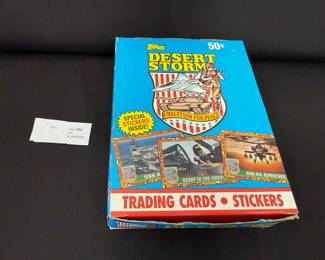 TOPPS
50¢
DESERT
STORM
COALITION FOR PEACE
SPECIAL
STICKERS
INSIDE!
READY IN THE
AH-64 APACHE
TRADING CARDS • STICKERS